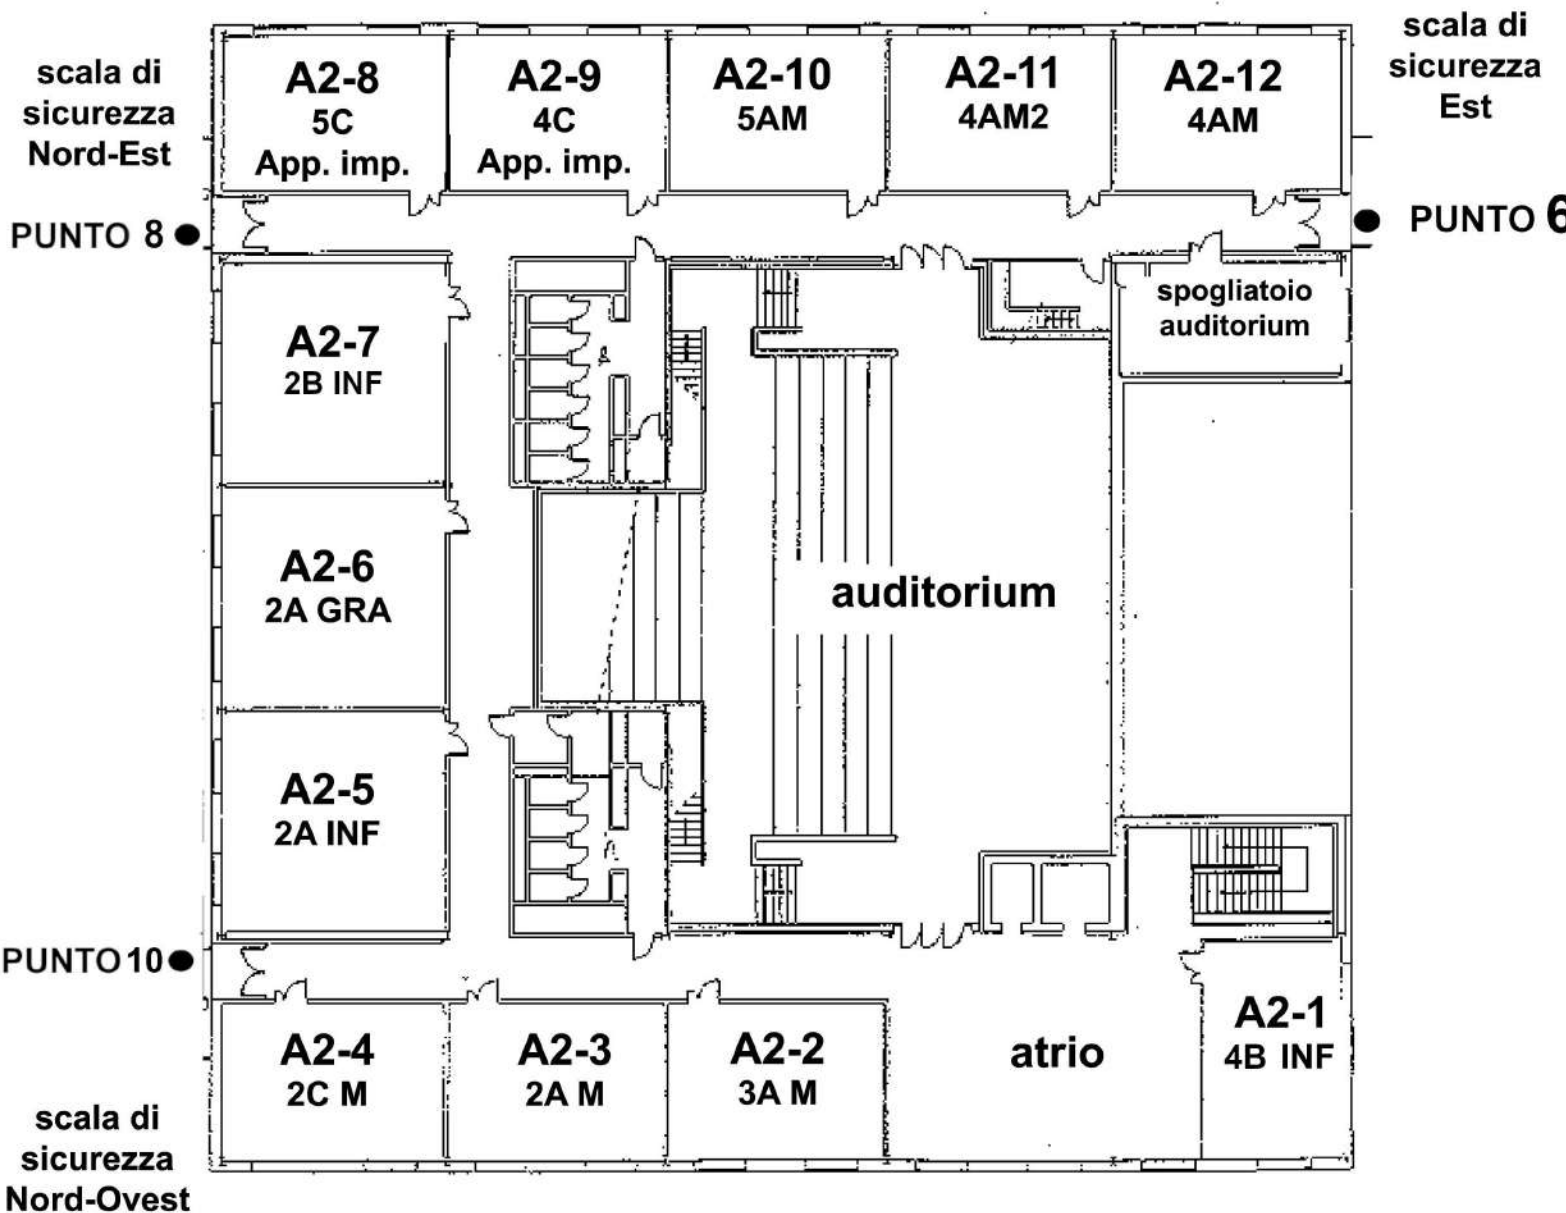 scala di
sicurezza
Nord-Est
A2-8
5C
App. imp.
A2-9
4C
App. imp.
A2-10
5AM
A2-11
4AM2
A2-12
4AM
scala di
sicurezza
Est
PUNTO 8
PUNTO 6
A2-7
2B INF
spogliatoio
auditorium
A2-6
2A GRA
auditorium
A2-5
2A INF
PUNTO 10
A2-4
2C M
A2-3
2A M
A2-2
3A M
atrio
A2-1
4B INF
scala di
sicurezza
Nord-Ovest